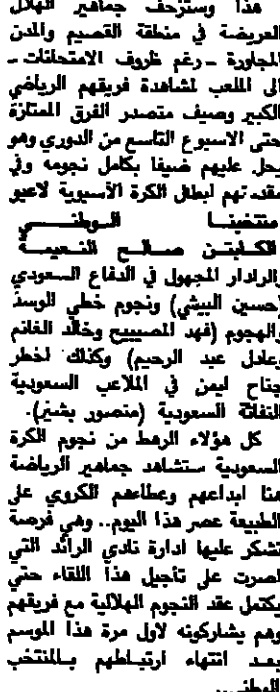 هذا وستزحف جماهير الهلال
العريضة في منطقة القصيم والمدن
المجاورة - رغم ظروف الامتحانات -
الى الملعب لمشاهدة فريقهم الرياضي
الكبير وصيف متصدر الفرق الممتازة
حتى الاسبوع التاسع من الدوري وهو
يحل عليهم ضيفا بكامل نجومه وفي
مقدمتهم ابطال الكرة الآسيوية لاعبو
منتخبنا الوطني
الكابتن صالح النعيمة
والرادار المجهول في الدفاع السعودي
(حسين البيشي) ونجوم خطي الوسط
والهجوم (فهد المصيبيح وخالد الغانم
وعادل عبد الرحيم) وكذلك اخطر
جناح ايمن في الملاعب السعودية
النفاثة السعودية (منصور بشير).
كل هؤلاء الرهط من نجوم الكرة
السعودية ستشاهد جماهير الرياضة
هنا ابداعهم وعطاءهم الكروي على
الطبيعة عصر هذا اليوم.. وهي فرصة
تشكر عليها ادارة نادي الرائد التي
اصرت على تأجيل هذا اللقاء حتى
يكتمل عقد النجوم الهلالية مع فريقهم
وهم يشاركونه لاول مرة هذا الموسم
بعد انتهاء ارتباطهم بالمنتخب
الوطني.